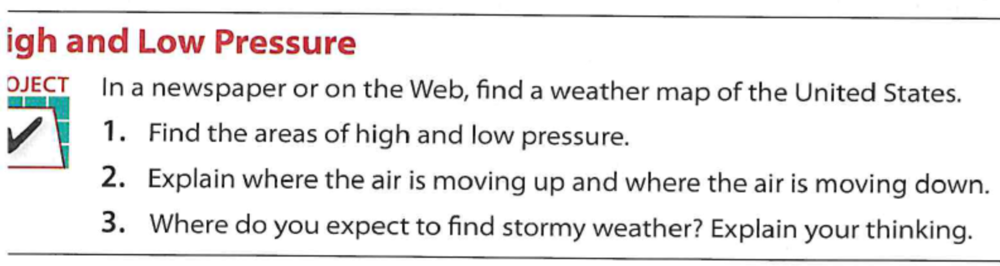 igh and Low Pressure
OJECT
In a newspaper or on the Web, find a weather map of the United States.
1. Find the areas of high and low pressure.
2. Explain where the air is moving up and where the air is moving down.
3. Where do you expect to find stormy weather? Explain your thinking.